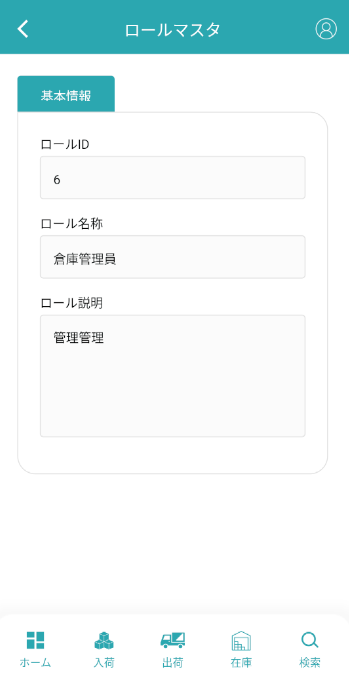 ロールマスタ
基本情報
ロールID
6
ロール名称
倉庫管理員
ロール説明
管理管理
ホーム
入荷
出荷
在庫
検索